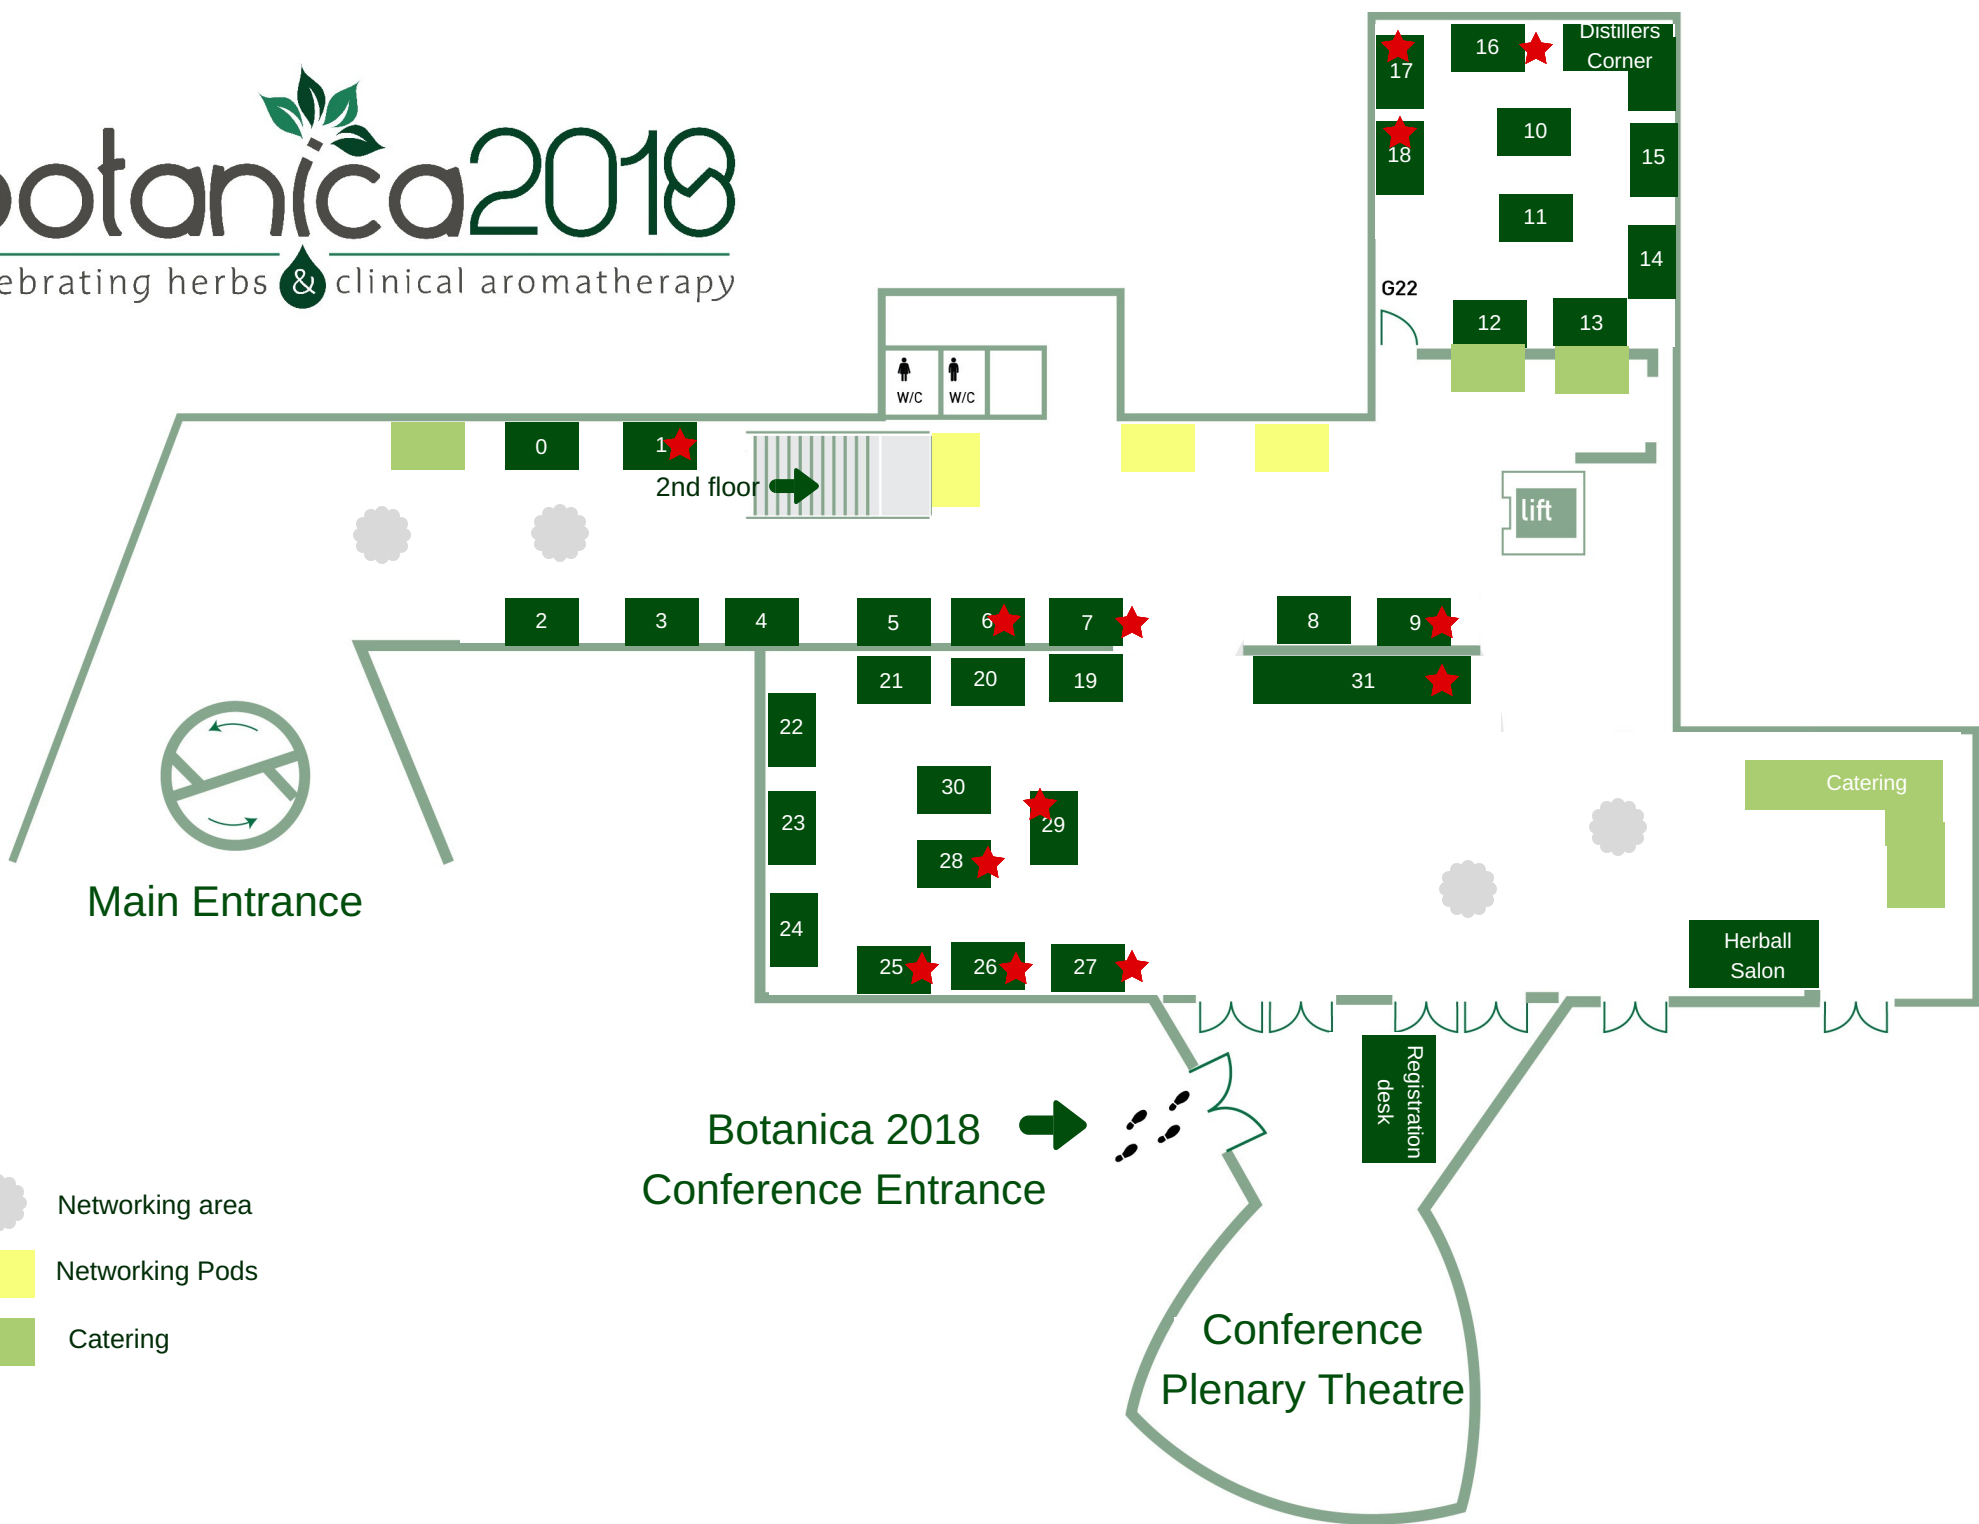 botanica2018
ebrating herbs & clinical aromatherapy
Distillers
Corner
16
17
10
18
15
11
14
G22
12
13
W/C
W/C
0
1
2nd floor
lift
2
3
4
5
6
7
8
9
21
20
19
31
22
30
Catering
23
29
28
24
Herball
Salon
25
26
27
Main Entrance
Registration
desk
Botanica 2018
Conference Entrance
Networking area
Networking Pods
Catering
Conference
Plenary Theatre